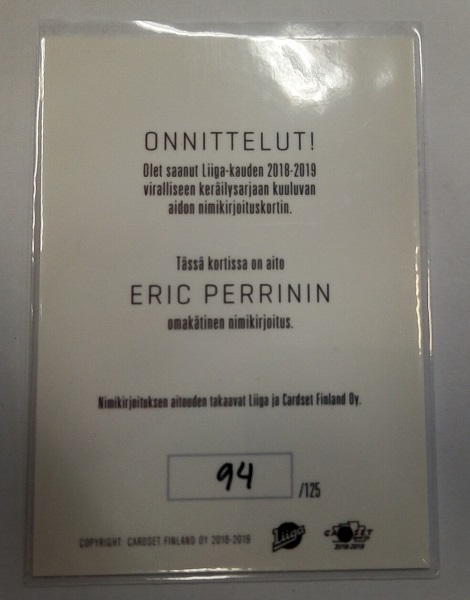 ONNITTELUT!
Olet saanut Liiga-kauden 2018-2019
viralliseen keräilysarjaan kuuluvan
aidon nimikirjoituskortin.
Tässä kortissa on aito
ERIC PERRININ
omakätinen nimikirjoitus.
Nimikirjoituksen aitouden takaavat Liiga ja Cardset Finland Oy.
94 /125
COPYRIGHT: CARDSET FINLAND OY 2018-2019
Liiga
CARDSET
2018-2019